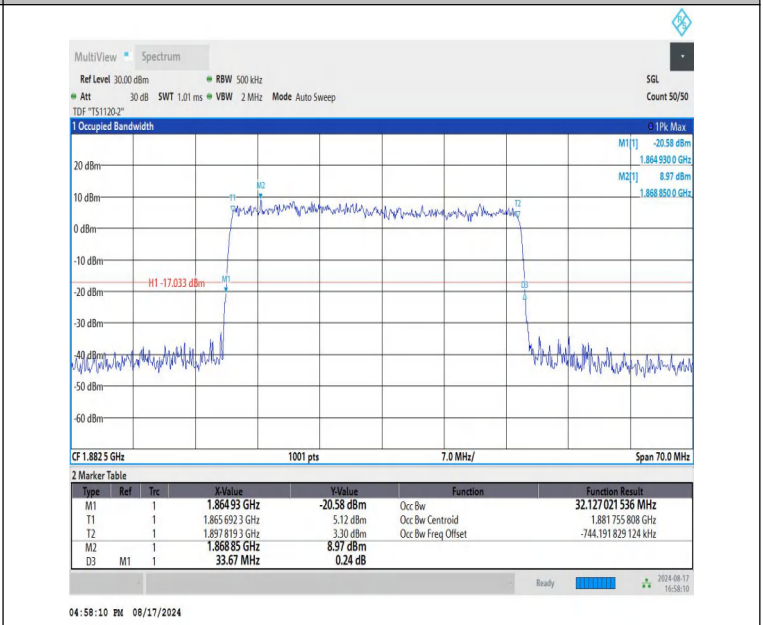 R&S
MultiView Spectrum
Ref Level 30.00 dBm RBW 500 kHz SGL
Att 30 dB SWT 1.01 ms VBW 2 MHz Mode Auto Sweep Count 50/50
TDF "TS1120-2"
1 Occupied Bandwidth 1Pk Max
M1[1] -20.58 dBm
1.864 930 0 GHz
M2[1] 8.97 dBm
1.868 850 0 GHz
20 dBm
10 dBm
M2
T1
T2
0 dBm
-10 dBm
H1 -17.033 dBm
M1
D3
-20 dBm
-30 dBm
-40 dBm
-50 dBm
-60 dBm
CF 1.882 5 GHz 1001 pts 7.0 MHz/ Span 70.0 MHz
2 Marker Table
Type Ref Trc X-Value Y-Value Function Function Result
M1 1 1.864 93 GHz -20.58 dBm Occ Bw 32.127 021 536 MHz
T1 1 1.865 692 3 GHz 5.12 dBm Occ Bw Centroid 1.881 755 808 GHz
T2 1 1.897 819 3 GHz 3.30 dBm Occ Bw Freq Offset -744.191 829 124 kHz
M2 1 1.868 85 GHz 8.97 dBm
D3 M1 1 33.67 MHz 0.24 dB
Ready 2024-08-17
16:58:10
04:58:10 PM 08/17/2024